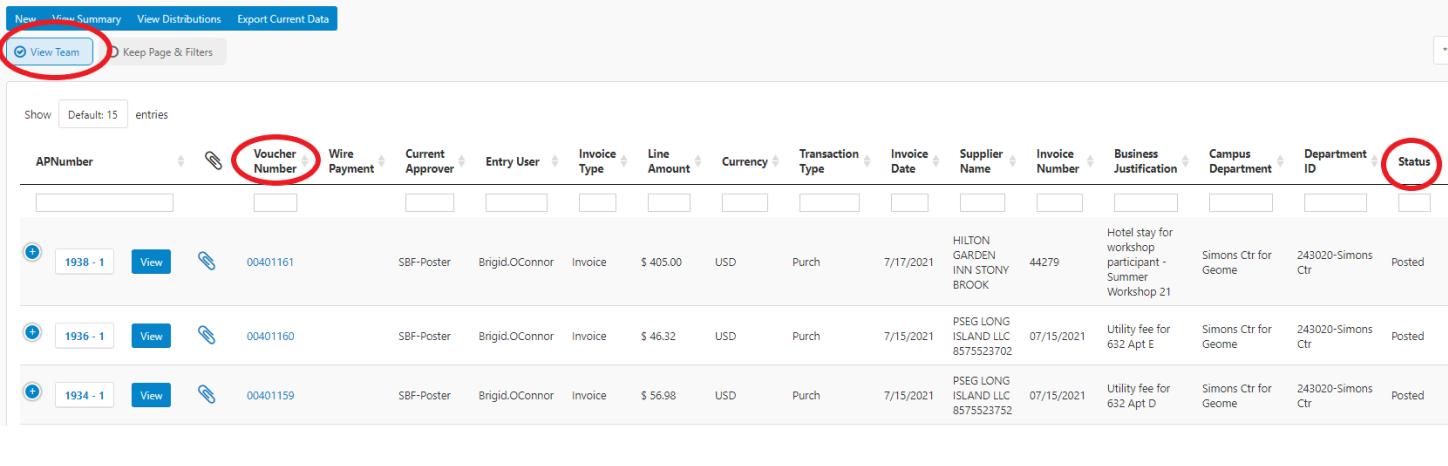 New View Summary View Distributions Export Current Data
View Team Keep Page & Filters
Show Default: 15 entries
APNumber Voucher Number Wire Payment Current Approver Entry User Invoice Type Line Amount Currency Transaction Type Invoice Date Supplier Name Invoice Number Business Justification Campus Department Department ID Status
1938 - 1 View 00401161 SBF-Poster Brigid.OConnor Invoice $ 405.00 USD Purch 7/17/2021 HILTON GARDEN INN STONY BROOK 44279 Hotel stay for workshop participant - Summer Workshop 21 Simons Ctr for Geome 243020-Simons Ctr Posted
1936 - 1 View 00401160 SBF-Poster Brigid.OConnor Invoice $ 46.32 USD Purch 7/15/2021 PSEG LONG ISLAND LLC 8575523702 07/15/2021 Utility fee for 632 Apt E Simons Ctr for Geome 243020-Simons Ctr Posted
1934 - 1 View 00401159 SBF-Poster Brigid.OConnor Invoice $ 56.98 USD Purch 7/15/2021 PSEG LONG ISLAND LLC 8575523752 07/15/2021 Utility fee for 632 Apt D Simons Ctr for Geome 243020-Simons Ctr Posted